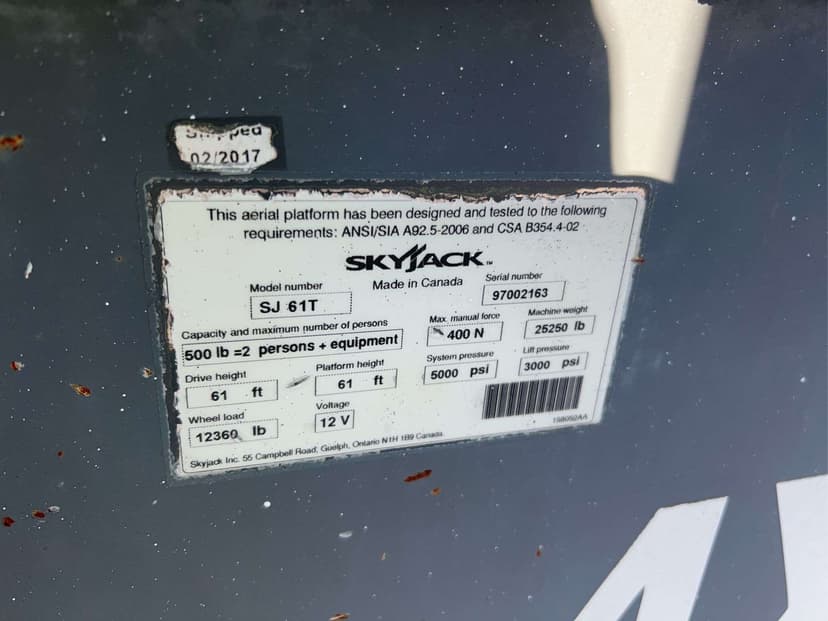 Shipped
02/2017
This aerial platform has been designed and tested to the following
requirements: ANSI/SIA A92.5-2006 and CSA B354.4-02
SKYJACK™
Made in Canada
Model number
SJ 61T
Serial number
97002163
Capacity and maximum number of persons
500 lb =2 persons + equipment
Max. manual force
400 N
Machine weight
25250 lb
Drive height
61 ft
Platform height
61 ft
System pressure
5000 psi
Lift pressure
3000 psi
Wheel load
12360 lb
Voltage
12 V
198092AA
Skyjack Inc. 55 Campbell Road, Guelph, Ontario N1H 1B9 Canada